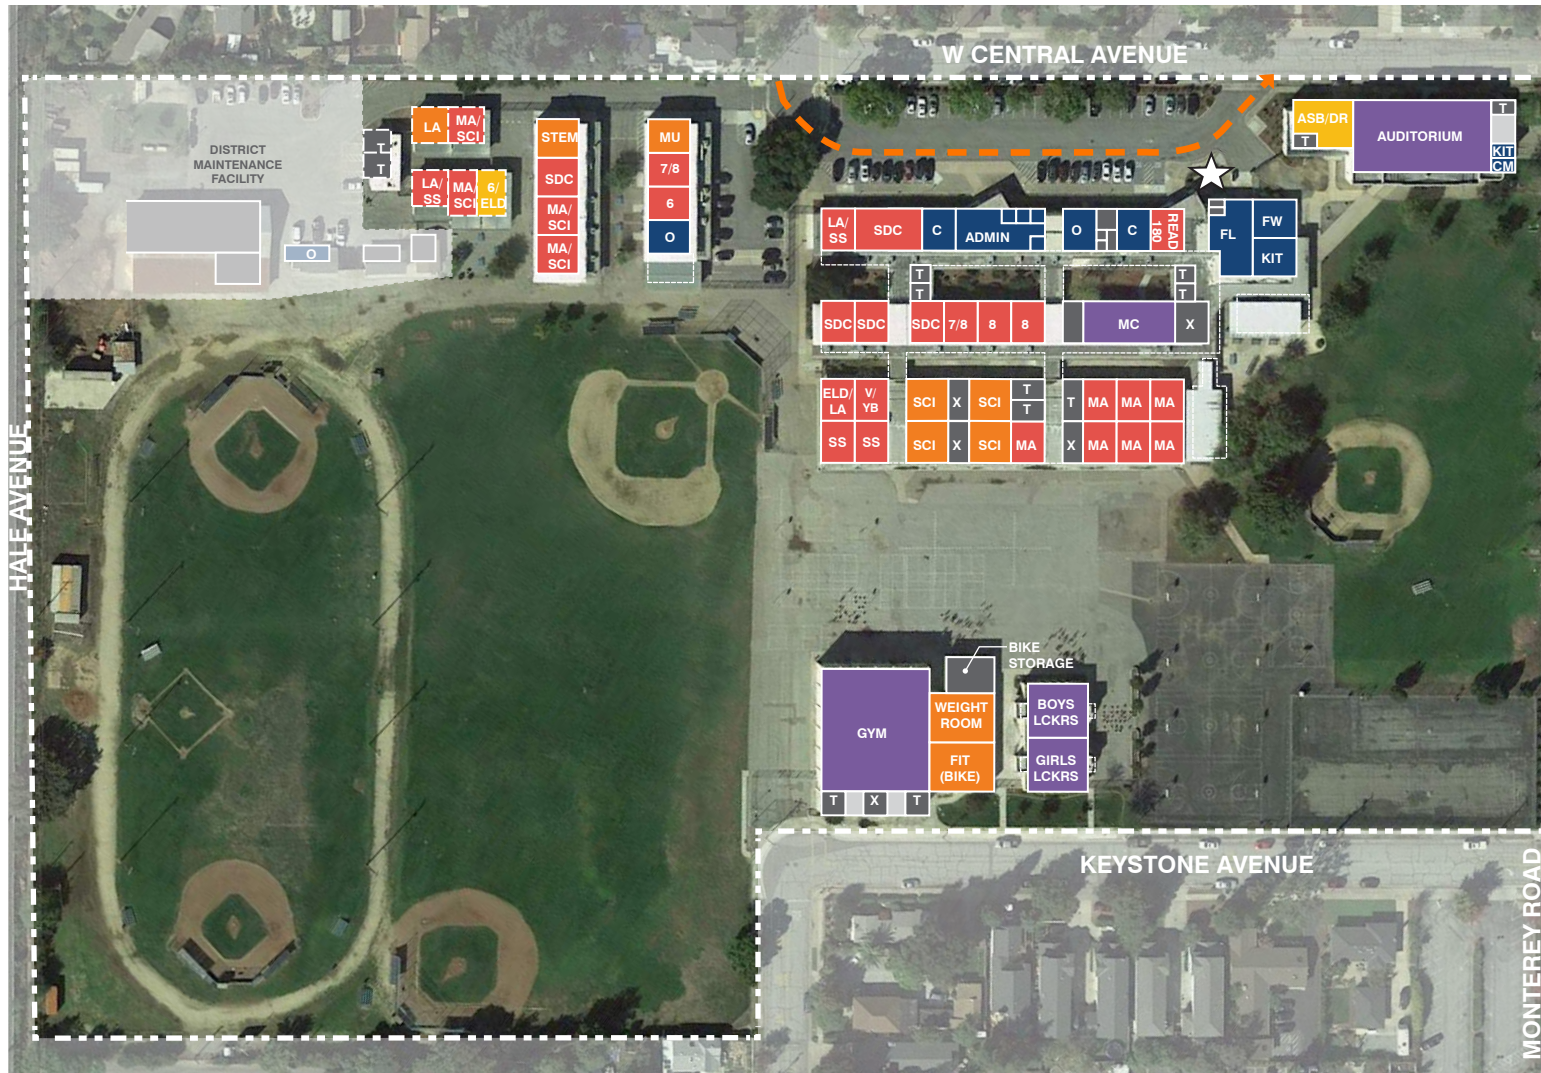 W CENTRAL AVENUE
DISTRICT
MAINTENANCE
FACILITY
O
T
T
LA
MA/
SCI
LA/
SS
MA/
SCI
6/
ELD
STEM
SDC
MA/
SCI
MA/
SCI
MU
7/8
6
O
ASB/DR
T
AUDITORIUM
T
KIT
CM
LA/
SS
SDC
C
ADMIN
O
C
READ
180
FL
FW
KIT
T
T
T
T
SDC
SDC
SDC
7/8
8
8
MC
X
ELD/
LA
V/
YB
SCI
X
SCI
T
T
T
MA
MA
MA
SS
SS
SCI
X
SCI
MA
X
MA
MA
MA
HALE AVENUE
BIKE
STORAGE
GYM
WEIGHT
ROOM
FIT
(BIKE)
BOYS
LCKRS
GIRLS
LCKRS
T
X
T
KEYSTONE AVENUE
MONTEREY ROAD